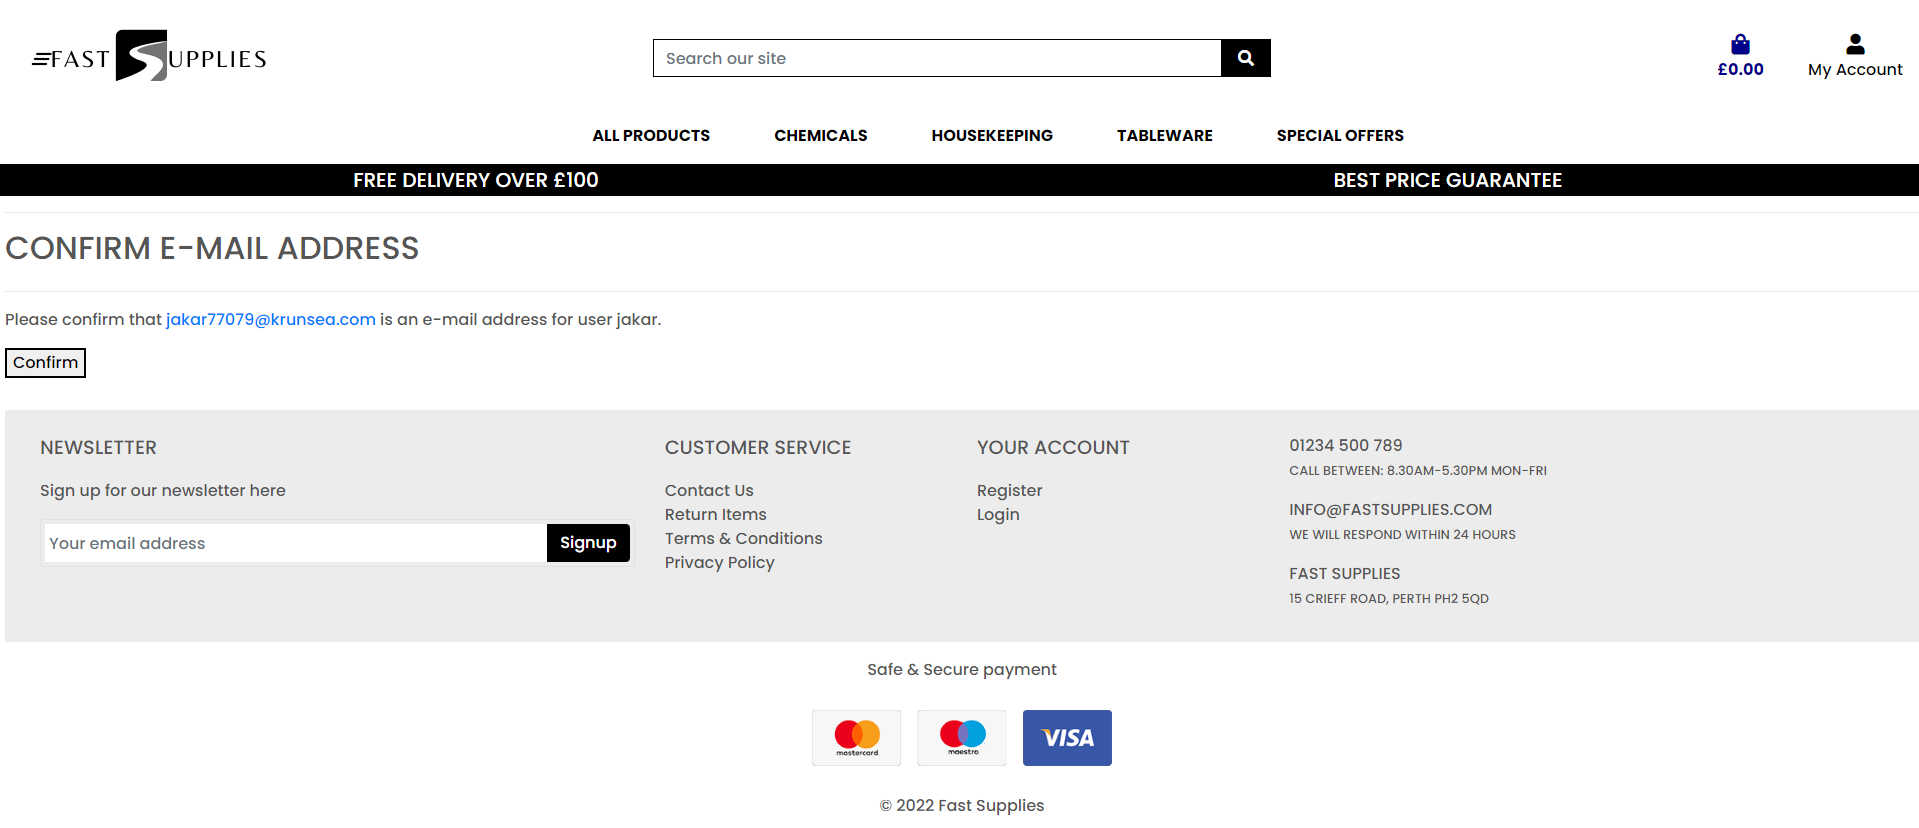 FAST SUPPLIES
Search our site
£0.00
My Account
ALL PRODUCTS CHEMICALS HOUSEKEEPING TABLEWARE SPECIAL OFFERS
FREE DELIVERY OVER £100 BEST PRICE GUARANTEE
CONFIRM E-MAIL ADDRESS
Please confirm that jakar77079@krunsea.com is an e-mail address for user jakar.
Confirm
NEWSLETTER
Sign up for our newsletter here
Your email address
Signup
CUSTOMER SERVICE
Contact Us
Return Items
Terms & Conditions
Privacy Policy
YOUR ACCOUNT
Register
Login
01234 500 789
CALL BETWEEN: 8.30AM-5.30PM MON-FRI
INFO@FASTSUPPLIES.COM
WE WILL RESPOND WITHIN 24 HOURS
FAST SUPPLIES
15 CRIEFF ROAD, PERTH PH2 5QD
Safe & Secure payment
mastercard.
maestro
VISA
© 2022 Fast Supplies